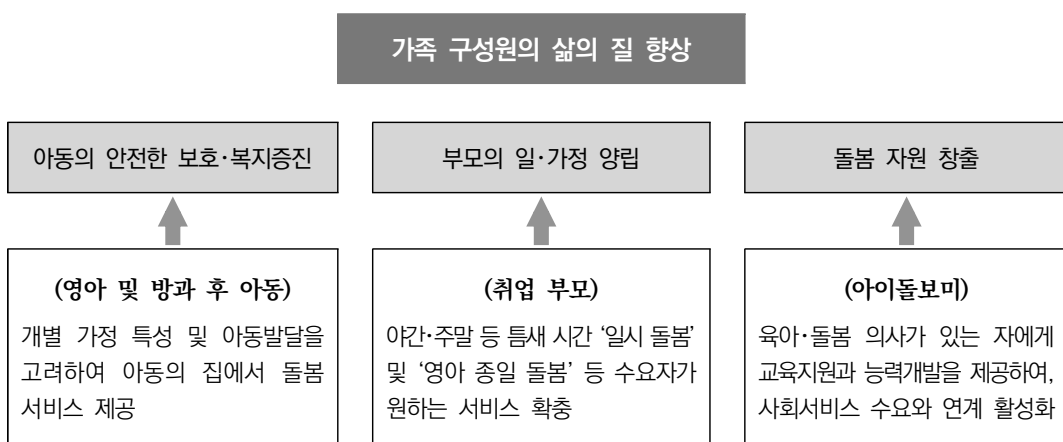 가족 구성원의 삶의 질 향상
아동의 안전한 보호·복지증진
부모의 일·가정 양립
돌봄 자원 창출
(영아 및 방과 후 아동)
개별 가정 특성 및 아동발달을
고려하여 아동의 집에서 돌봄
서비스 제공
(취업 부모)
야간·주말 등 틈새 시간 ‘일시 돌봄’
및 ‘영아 종일 돌봄’ 등 수요자가
원하는 서비스 확충
(아이돌보미)
육아·돌봄 의사가 있는 자에게
교육지원과 능력개발을 제공하여,
사회서비스 수요와 연계 활성화